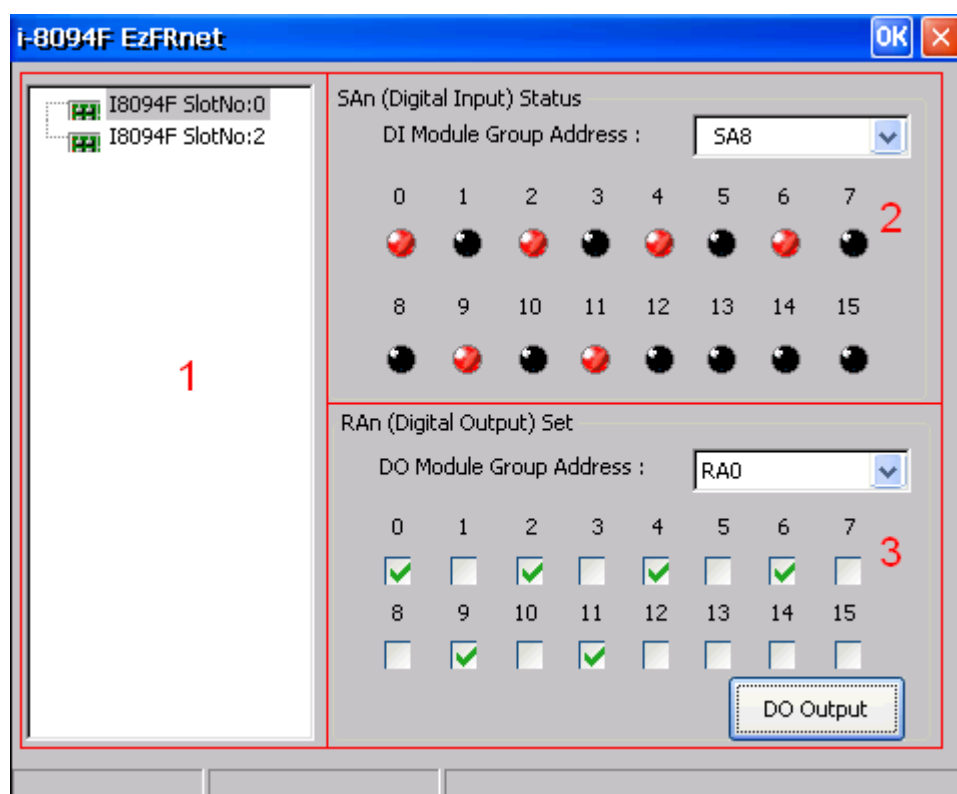 i-8094F EzFRnet OK
I8094F SlotNo:0
I8094F SlotNo:2
1
SAn (Digital Input) Status
DI Module Group Address : SA8
0 1 2 3 4 5 6 7
2
8 9 10 11 12 13 14 15
RAn (Digital Output) Set
DO Module Group Address : RA0
0 1 2 3 4 5 6 7
3
8 9 10 11 12 13 14 15
DO Output